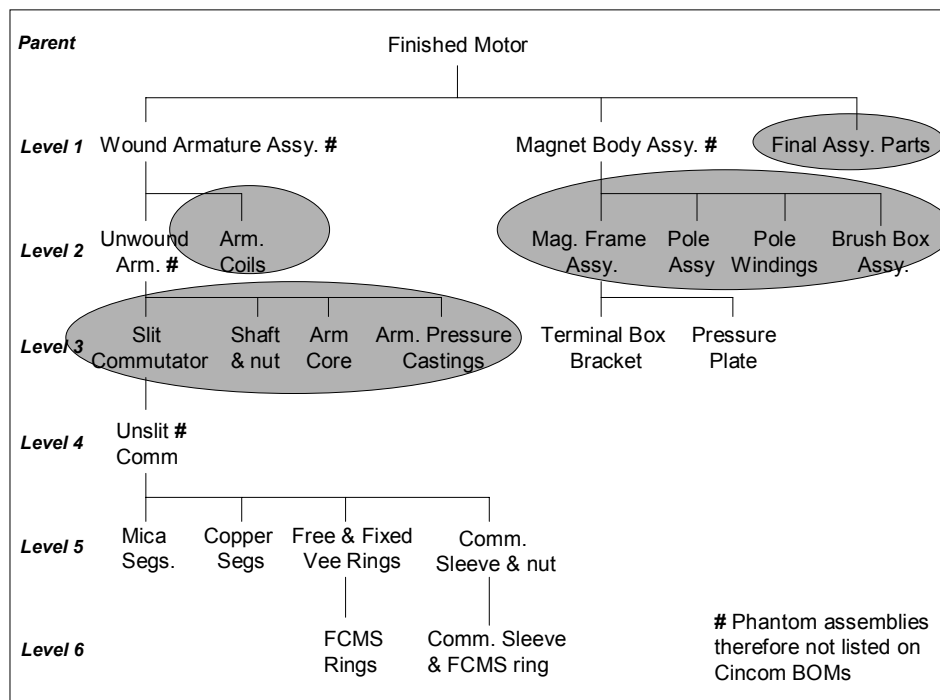 Parent
Finished Motor
Level 1
Wound Armature Assy. #
Magnet Body Assy. #
Final Assy. Parts
Level 2
Unwound
Arm. #
Arm.
Coils
Mag. Frame
Assy.
Pole
Assy
Pole
Windings
Brush Box
Assy.
Level 3
Slit
Commutator
Shaft
& nut
Arm
Core
Arm. Pressure
Castings
Terminal Box
Bracket
Pressure
Plate
Level 4
Unslit #
Comm
Level 5
Mica
Segs.
Copper
Segs
Free & Fixed
Vee Rings
Comm.
Sleeve & nut
Level 6
FCMS
Rings
Comm. Sleeve
& FCMS ring
# Phantom assemblies
therefore not listed on
Cincom BOMs